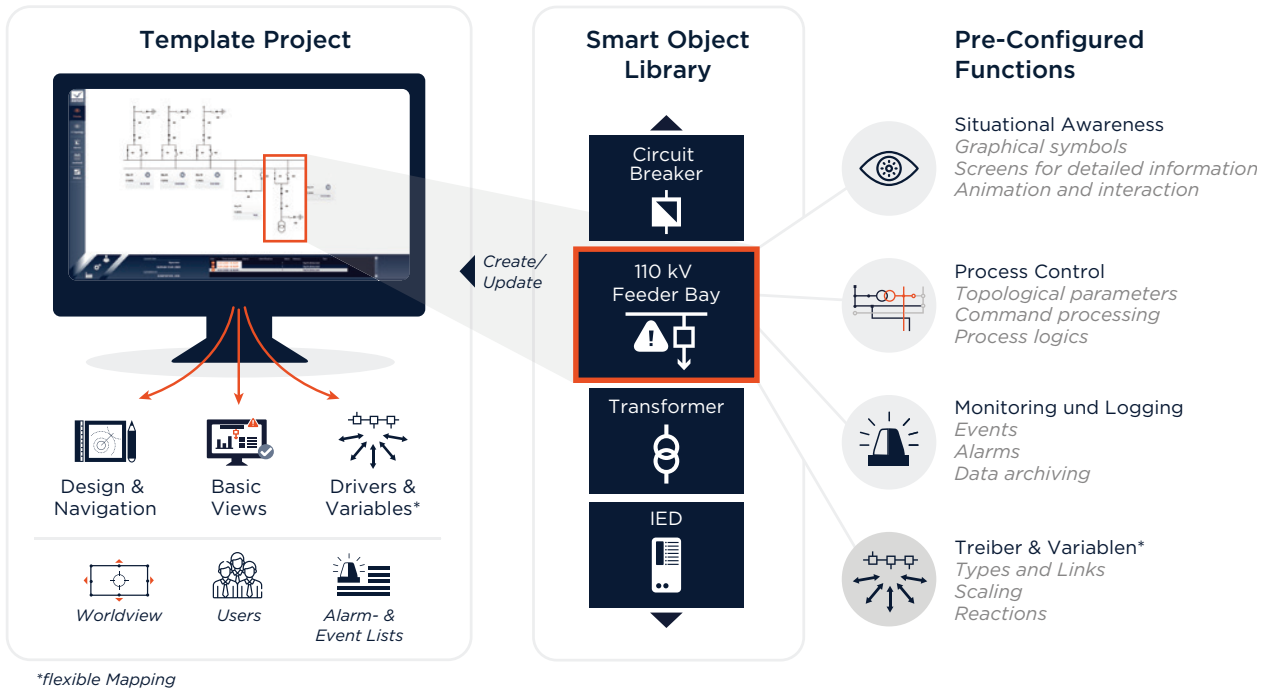 Template Project
Design &
Navigation
Basic
Views
Drivers &
Variables*
Worldview
Users
Alarm- &
Event Lists
*flexible Mapping
Create/
Update
Smart Object
Library
Circuit
Breaker
110 kV
Feeder Bay
Transformer
IED
Pre-Configured
Functions
Situational Awareness
Graphical symbols
Screens for detailed information
Animation and interaction
Process Control
Topological parameters
Command processing
Process logics
Monitoring und Logging
Events
Alarms
Data archiving
Treiber & Variablen*
Types and Links
Scaling
Reactions